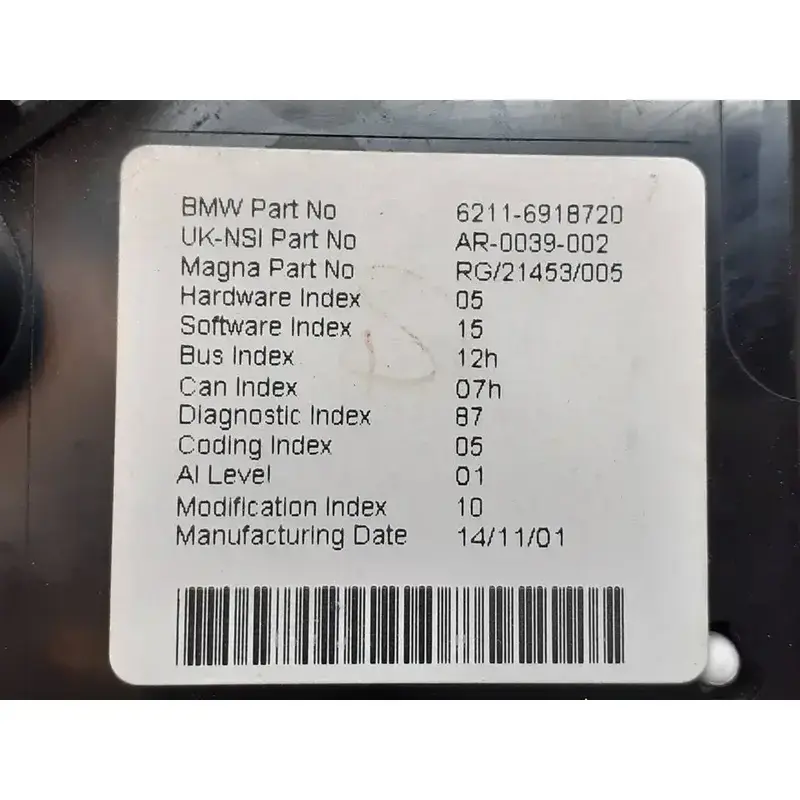 BMW Part No 6211-6918720
UK-NSI Part No AR-0039-002
Magna Part No RG/21453/005
Hardware Index 05
Software Index 15
Bus Index 12h
Can Index 07h
Diagnostic Index 87
Coding Index 05
AI Level 01
Modification Index 10
Manufacturing Date 14/11/01